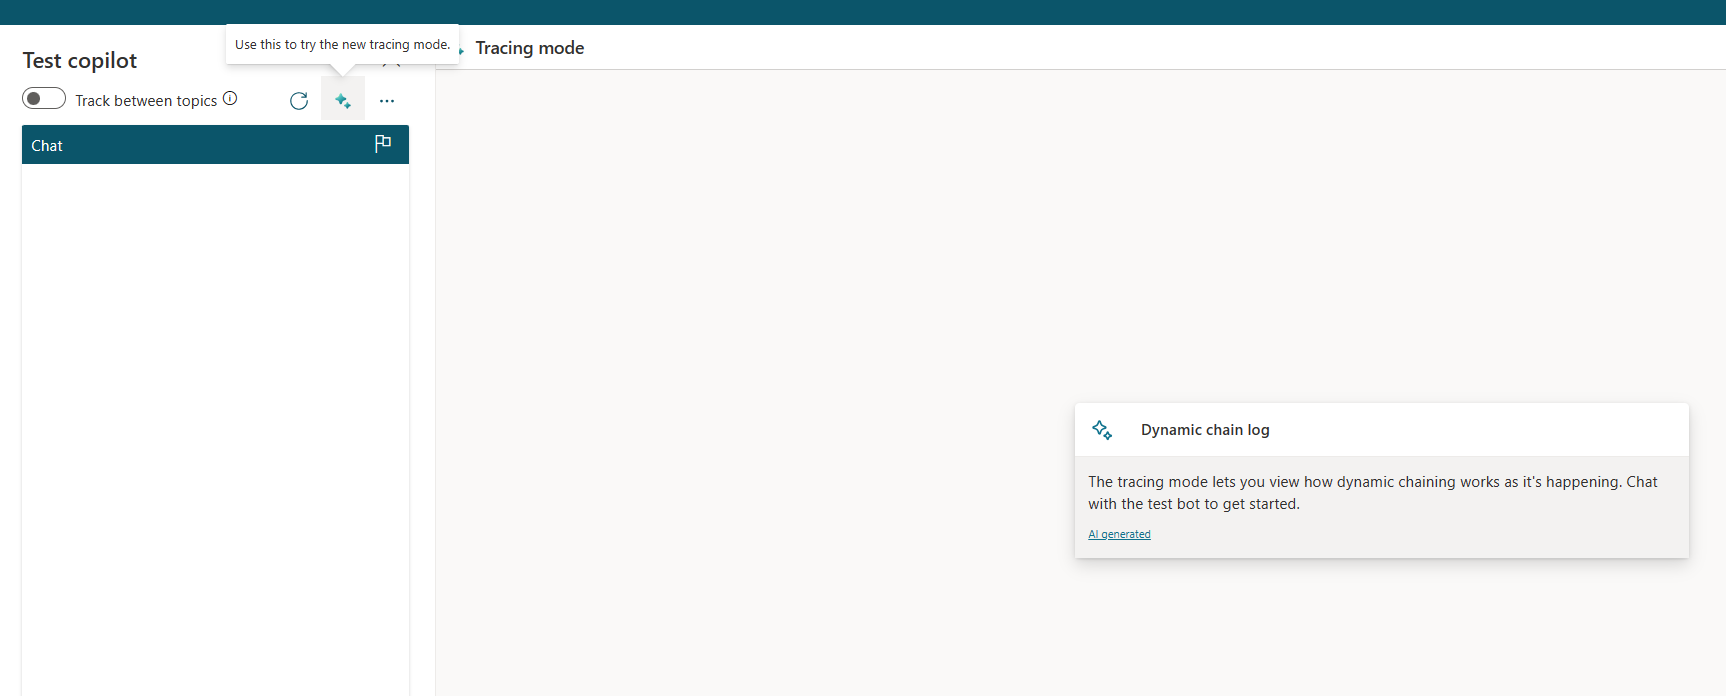 Use this to try the new tracing mode.
Test copilot
Tracing mode
Track between topics
Chat
Dynamic chain log
The tracing mode lets you view how dynamic chaining works as it's happening. Chat
with the test bot to get started.
AI generated